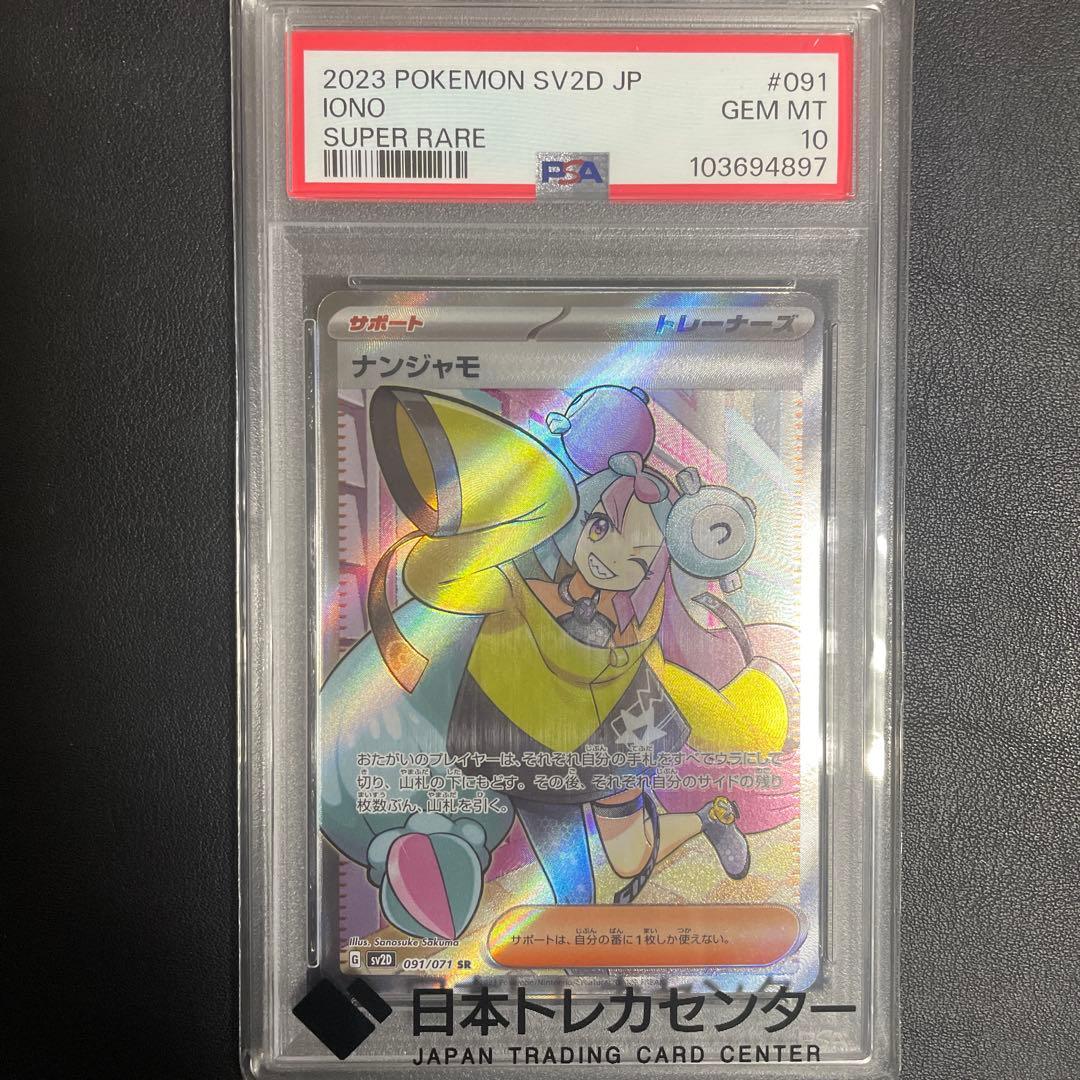 2023 POKEMON SV2D JP #091
IONO GEM MT
SUPER RARE 10
PSA 103694897
サポート トレーナーズ
ナンジャモ
おたがいのプレイヤーは、それぞれ自分の手札をすべてウラにして
切り、山札の下にもどす。その後、それぞれ自分のサイドの残り
枚数ぶん、山札を引く。
サポートは、自分の番に1枚しか使えない。
Illus. Sanosuke Sakuma
G SV2D 091/071 SR
日本トレカセンター
JAPAN TRADING CARD CENTER